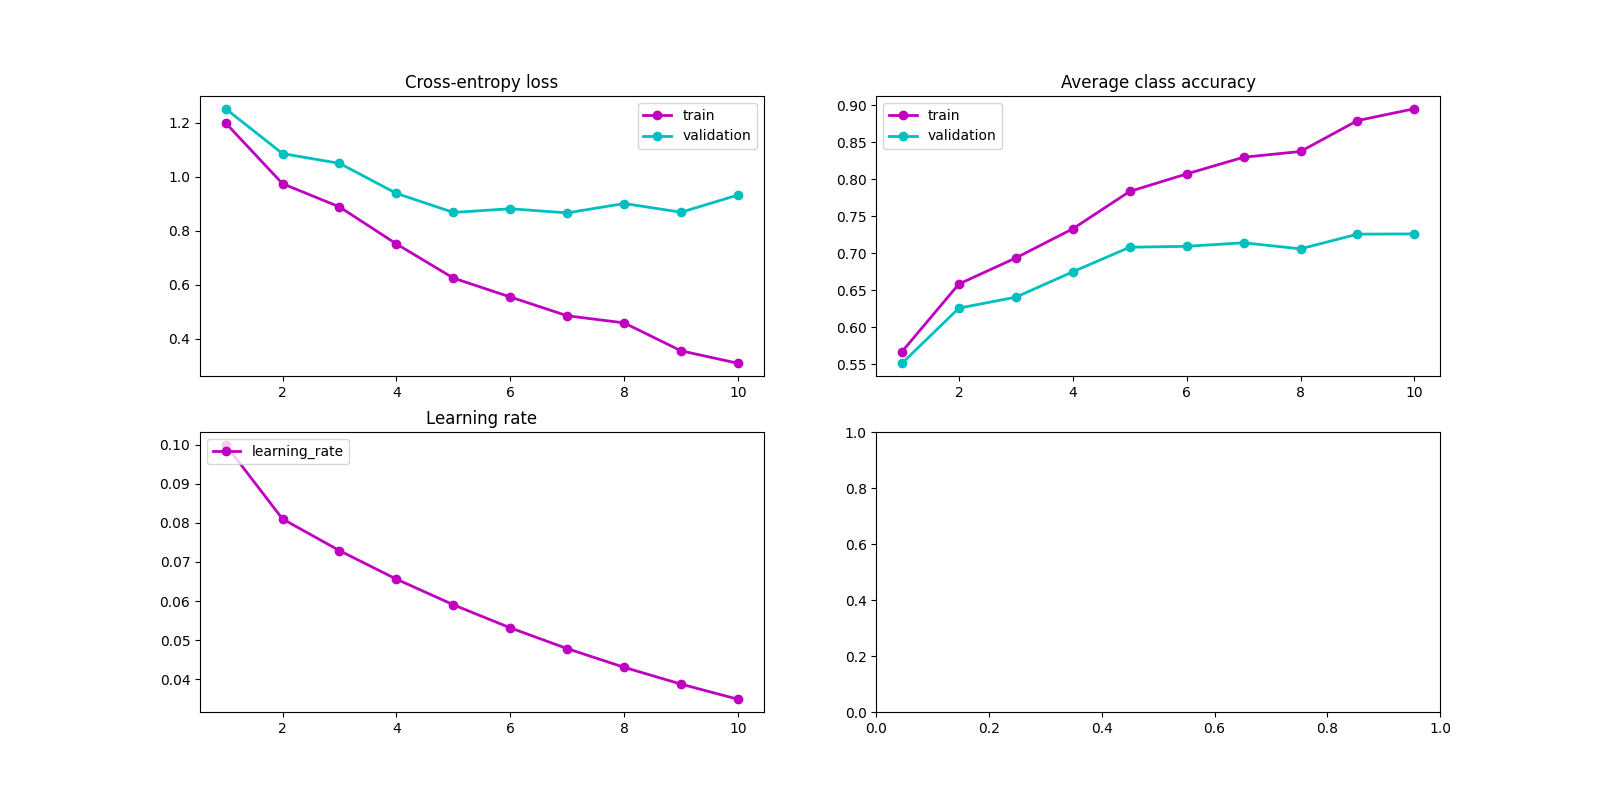 Cross-entropy loss
1.2
1.0
0.8
0.6
0.4
2 4 6 8 10
train
validation
Average class accuracy
0.90
0.85
0.80
0.75
0.70
0.65
0.60
0.55
2 4 6 8 10
train
validation
Learning rate
0.10
0.09
0.08
0.07
0.06
0.05
0.04
2 4 6 8 10
learning_rate
1.0
0.8
0.6
0.4
0.2
0.0
0.0 0.2 0.4 0.6 0.8 1.0